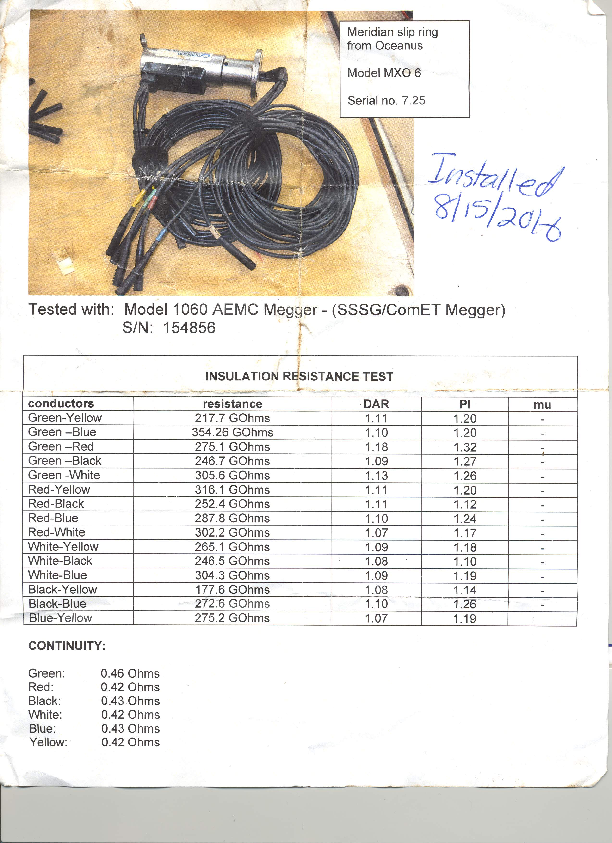 Meridian slip ring
from Oceanus
Model MXO 6
Serial no. 7.25
Installed
8/15/2016
Tested with: Model 1060 AEMC Megger - (SSSG/ComET Megger)
S/N: 154856
INSULATION RESISTANCE TEST
conductors resistance DAR PI mu
Green-Yellow 217.7 GOhms 1.11 1.20 -
Green –Blue 354.26 GOhms 1.10 1.20 -
Green –Red 275.1 GOhms 1.18 1.32 -
Green –Black 246.7 GOhms 1.09 1.27 -
Green -White 305.6 GOhms 1.13 1.26 -
Red-Yellow 316.1 GOhms 1.11 1.20 -
Red-Black 252.4 GOhms 1.11 1.12 -
Red-Blue 287.8 GOhms 1.10 1.24 -
Red-White 302.2 GOhms 1.07 1.17 -
White-Yellow 265.1 GOhms 1.09 1.18 -
White-Black 246.5 GOhms 1.08 1.10 -
White-Blue 304.3 GOhms 1.09 1.19 -
Black-Yellow 177.6 GOhms 1.08 1.14 -
Black-Blue 272.6 GOhms 1.10 1.26 -
Blue-Yellow 275.2 GOhms 1.07 1.19 -
CONTINUITY:
Green: 0.46 Ohms
Red: 0.42 Ohms
Black: 0.43 Ohms
White: 0.42 Ohms
Blue: 0.43 Ohms
Yellow: 0.42 Ohms